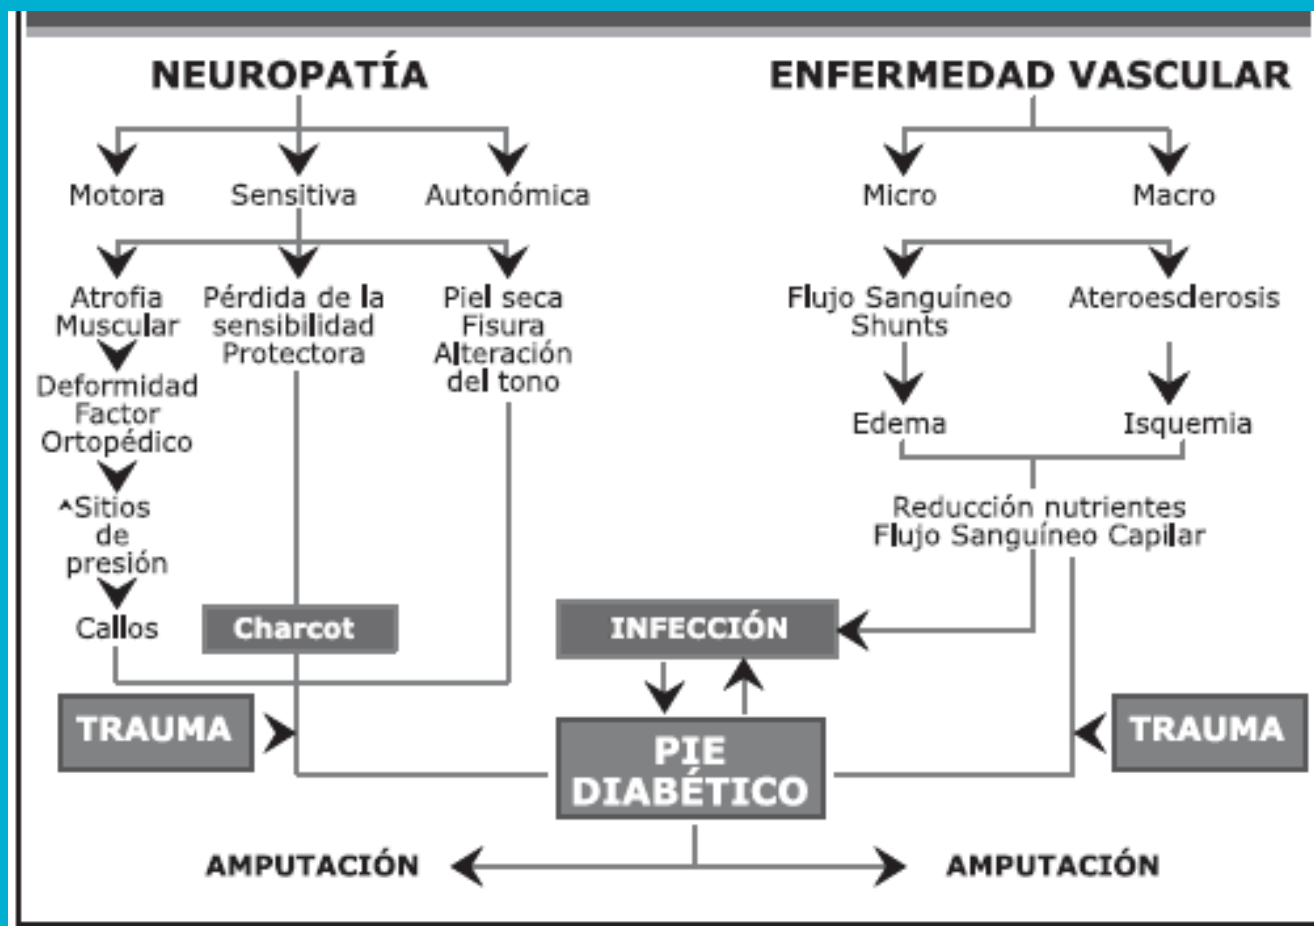 NEUROPATÍA
ENFERMEDAD VASCULAR
Motora
Sensitiva
Autonómica
Micro
Macro
Atrofia
Muscular
Pérdida de la
sensibilidad
Protectora
Piel seca
Fisura
Alteración
del tono
Flujo Sanguíneo
Shunts
Ateroesclerosis
Deformidad
Factor
Ortopédico
Edema
Isquemia
^Sitios
de
presión
Reducción nutrientes
Flujo Sanguíneo Capilar
Callos
Charcot
INFECCIÓN
TRAUMA
PIE
DIABÉTICO
TRAUMA
AMPUTACIÓN
AMPUTACIÓN